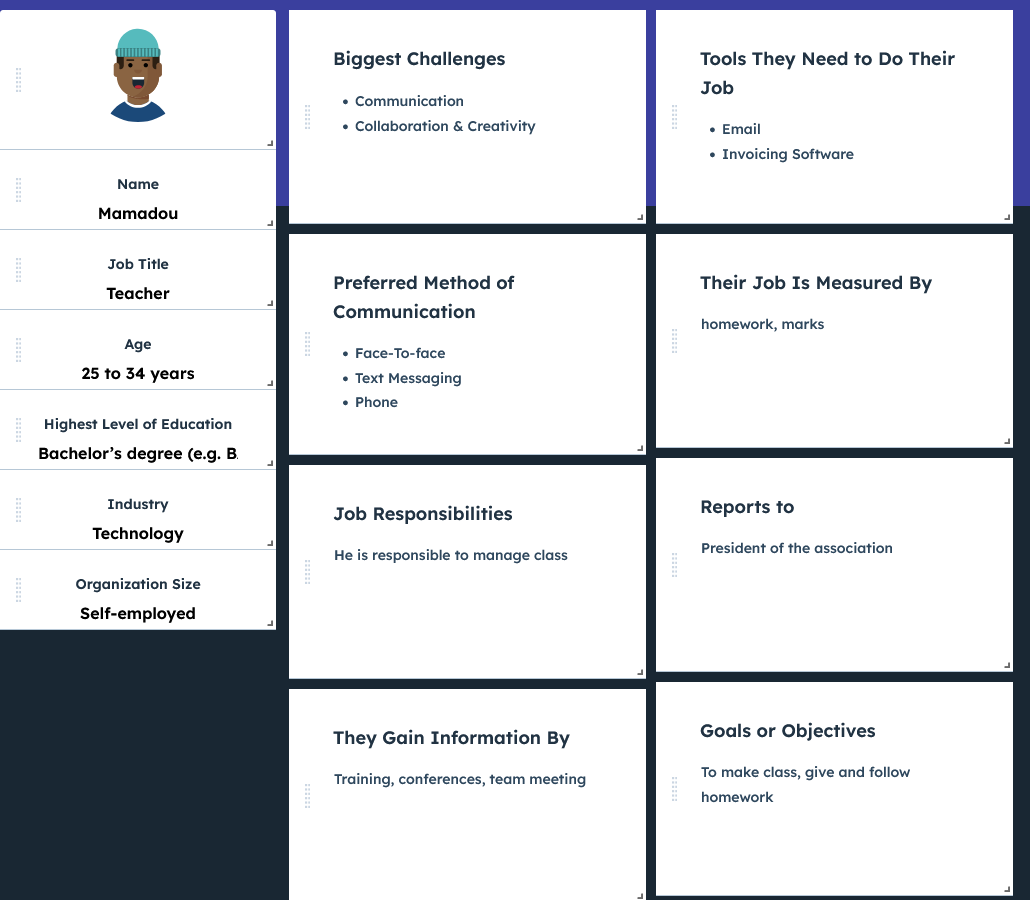 Name
Mamadou
Job Title
Teacher
Age
25 to 34 years
Highest Level of Education
Bachelor’s degree (e.g. B.
Industry
Technology
Organization Size
Self-employed
Biggest Challenges
• Communication
• Collaboration & Creativity
Preferred Method of
Communication
• Face-To-face
• Text Messaging
• Phone
Job Responsibilities
He is responsible to manage class
They Gain Information By
Training, conferences, team meeting
Tools They Need to Do Their
Job
• Email
• Invoicing Software
Their Job Is Measured By
homework, marks
Reports to
President of the association
Goals or Objectives
To make class, give and follow
homework